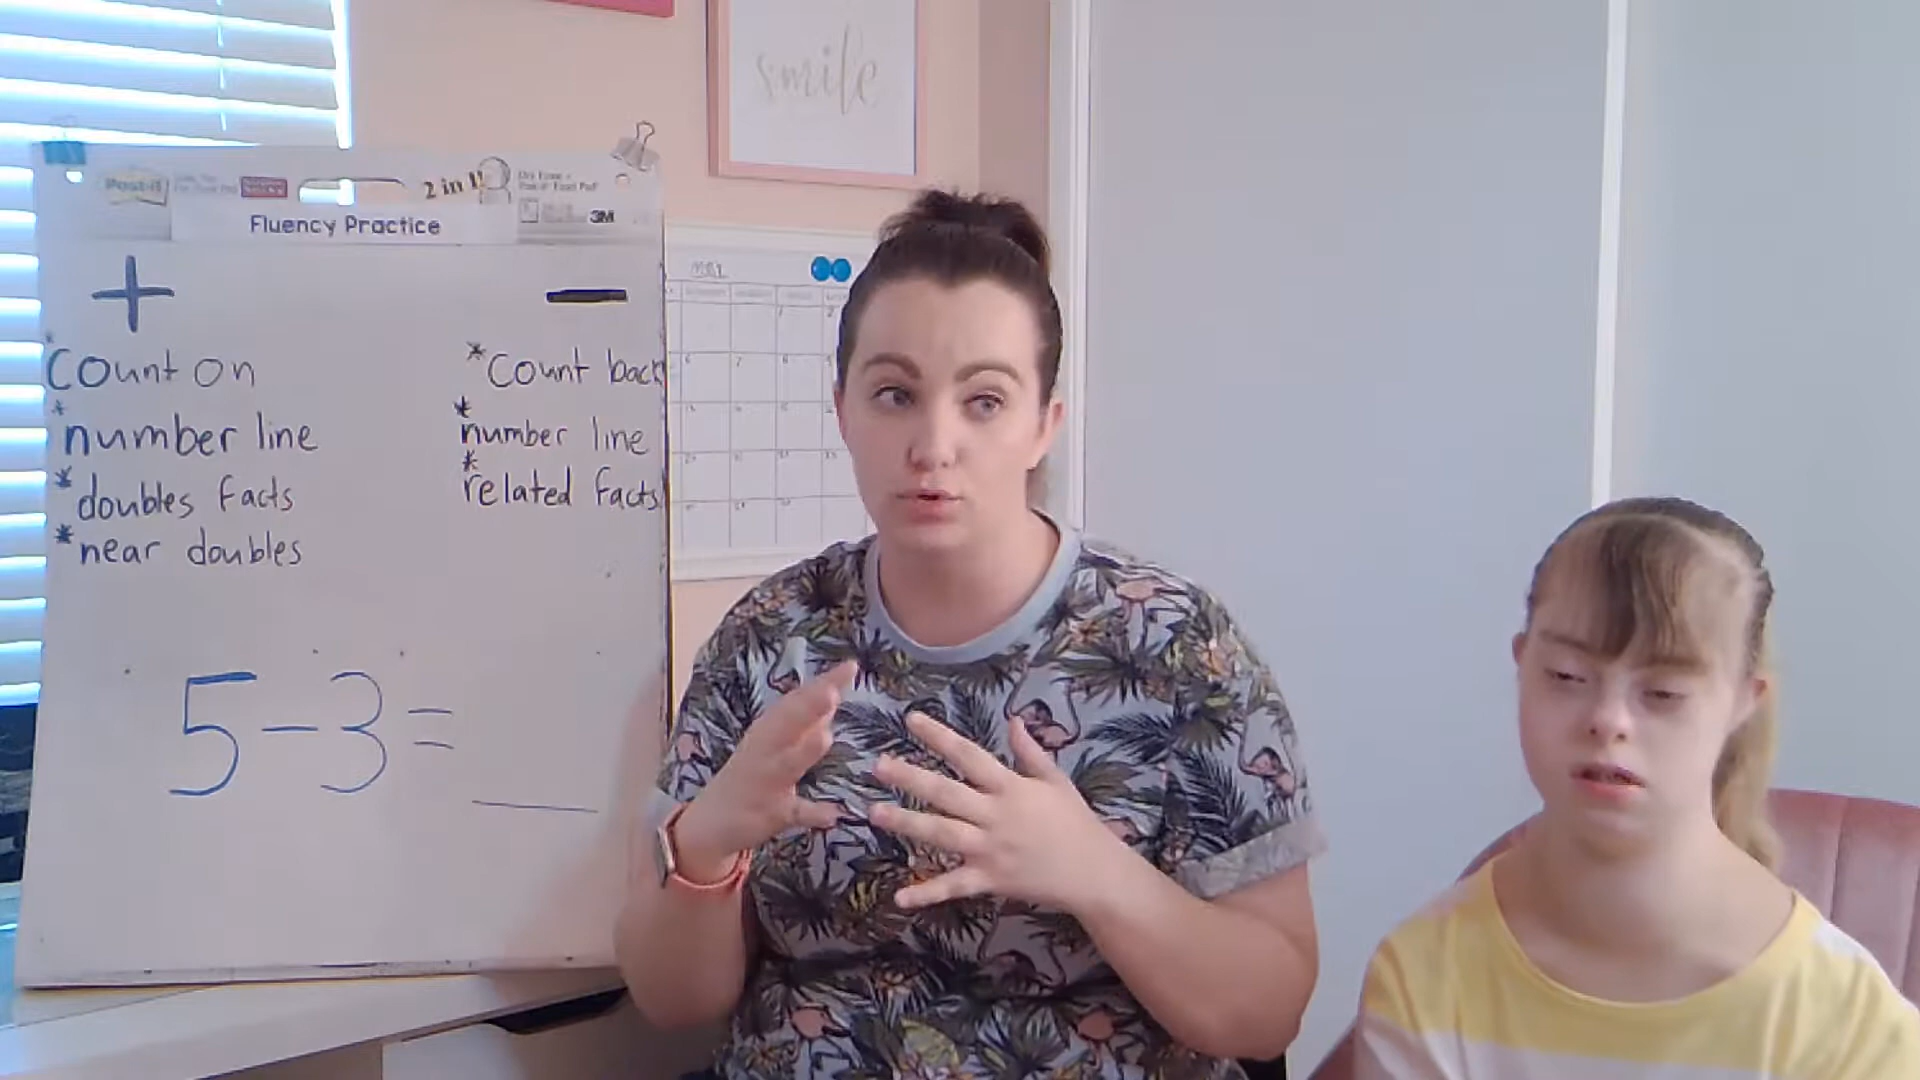 smile
Post-it
2 in 1!
3M
Fluency Practice
+
-
*count on
*count back
*number line
*number line
*doubles facts
*related facts
*near doubles
5-3=__